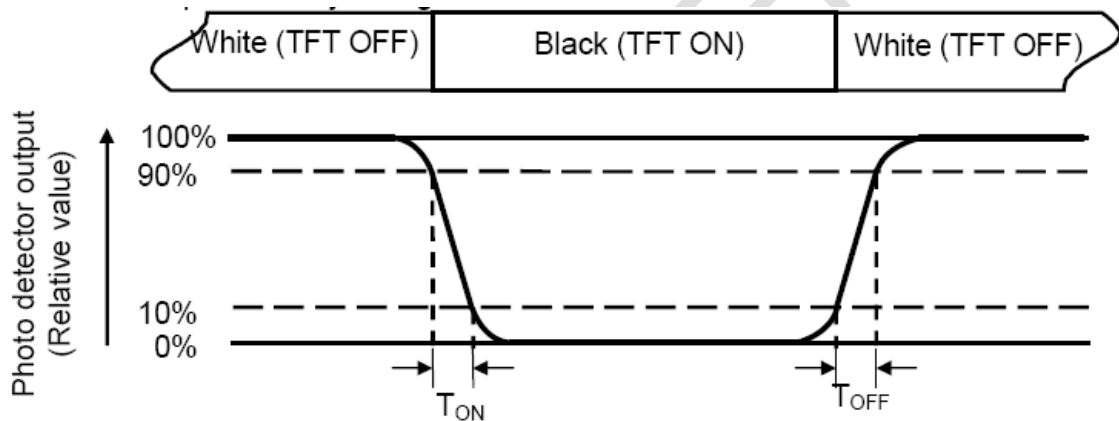 White (TFT OFF)
Black (TFT ON)
White (TFT OFF)
Photo detector output
(Relative value)
100%
90%
10%
0%
TON
TOFF